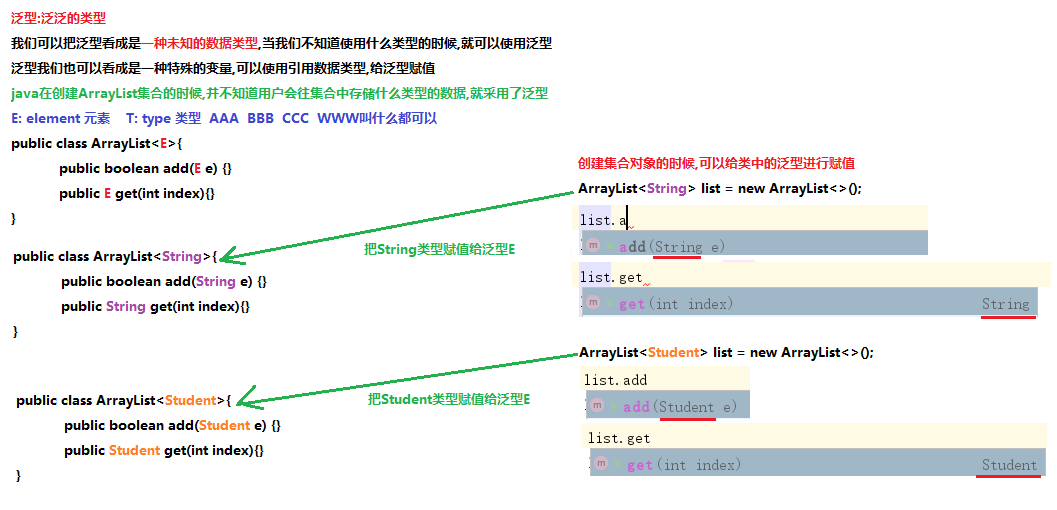 泛型:泛泛的类型
我们可以把泛型看成是一种未知的数据类型,当我们不知道使用什么类型的时候,就可以使用泛型
泛型我们也可以看成是一种特殊的变量,可以使用引用数据类型,给泛型赋值
java在创建ArrayList集合的时候,并不知道用户会往集合中存储什么类型的数据,就采用了泛型
E: element 元素 T: type 类型 AAA BBB CCC WWW叫什么都可以
public class ArrayList<E>{
public boolean add(E e) {}
public E get(int index){}
}
创建集合对象的时候,可以给类中的泛型进行赋值
ArrayList<String> list = new ArrayList<>();
list.a
m add(String e)
list.get
m get(int index) String
把String类型赋值给泛型E
public class ArrayList<String>{
public boolean add(String e) {}
public String get(int index){}
}
ArrayList<Student> list = new ArrayList<>();
list.add
m add(Student e)
list.get
m get(int index) Student
把Student类型赋值给泛型E
public class ArrayList<Student>{
public boolean add(Student e) {}
public Student get(int index){}
}